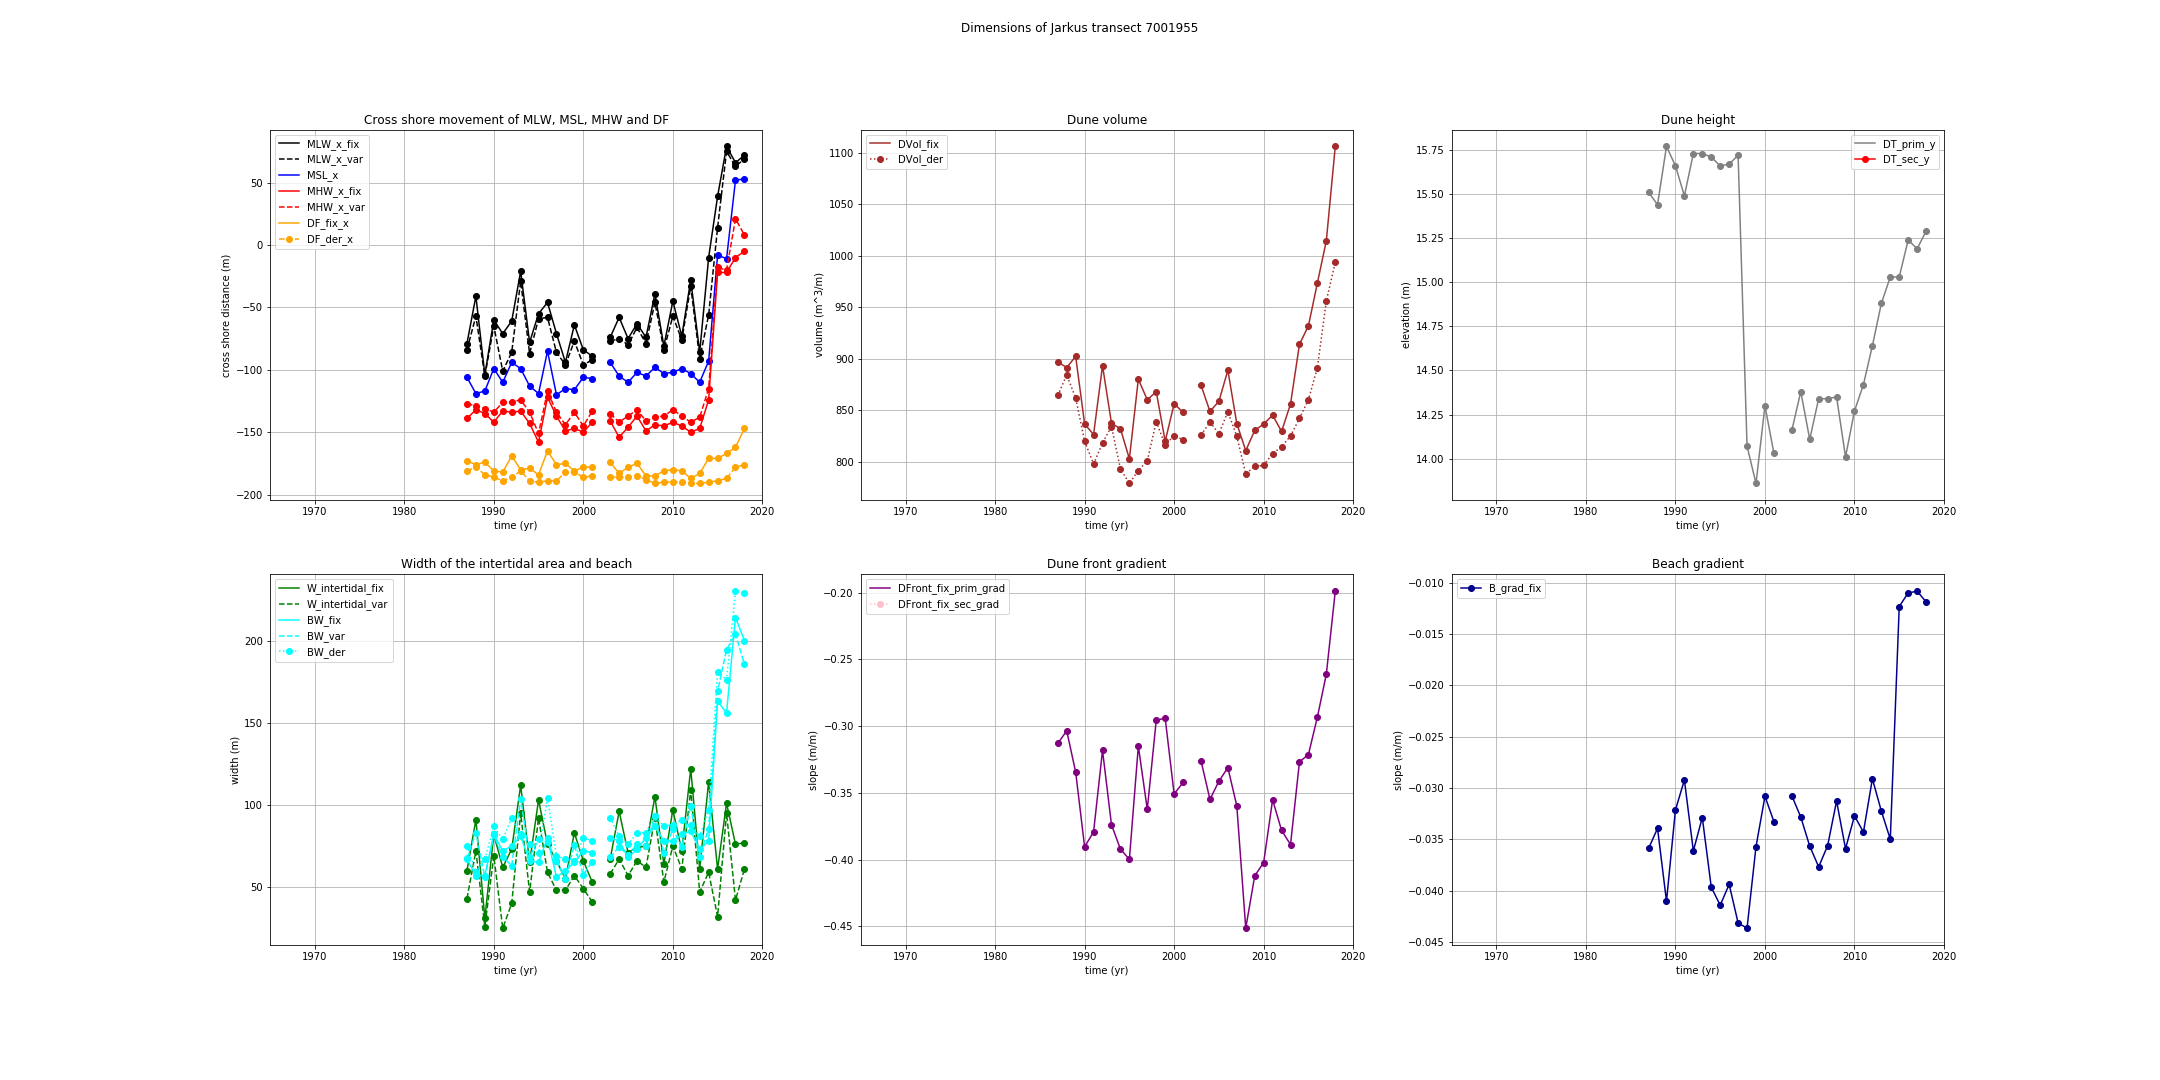 Dimensions of Jarkus transect 7001955
Cross shore movement of MLW, MSL, MHW and DF
MLW_x_fix
MLW_x_var
MSL_x
MHW_x_fix
MHW_x_var
DF_fix_x
DF_der_x
cross shore distance (m)
50
0
−50
−100
−150
−200
1970 1980 1990 2000 2010 2020
time (yr)
Dune volume
DVol_fix
DVol_der
volume (m^3/m)
1100
1050
1000
950
900
850
800
1970 1980 1990 2000 2010 2020
time (yr)
Dune height
DT_prim_y
DT_sec_y
elevation (m)
15.75
15.50
15.25
15.00
14.75
14.50
14.25
14.00
1970 1980 1990 2000 2010 2020
time (yr)
Width of the intertidal area and beach
W_intertidal_fix
W_intertidal_var
BW_fix
BW_var
BW_der
width (m)
200
150
100
50
1970 1980 1990 2000 2010 2020
time (yr)
Dune front gradient
DFront_fix_prim_grad
DFront_fix_sec_grad
slope (m/m)
−0.20
−0.25
−0.30
−0.35
−0.40
−0.45
1970 1980 1990 2000 2010 2020
time (yr)
Beach gradient
B_grad_fix
slope (m/m)
−0.010
−0.015
−0.020
−0.025
−0.030
−0.035
−0.040
−0.045
1970 1980 1990 2000 2010 2020
time (yr)